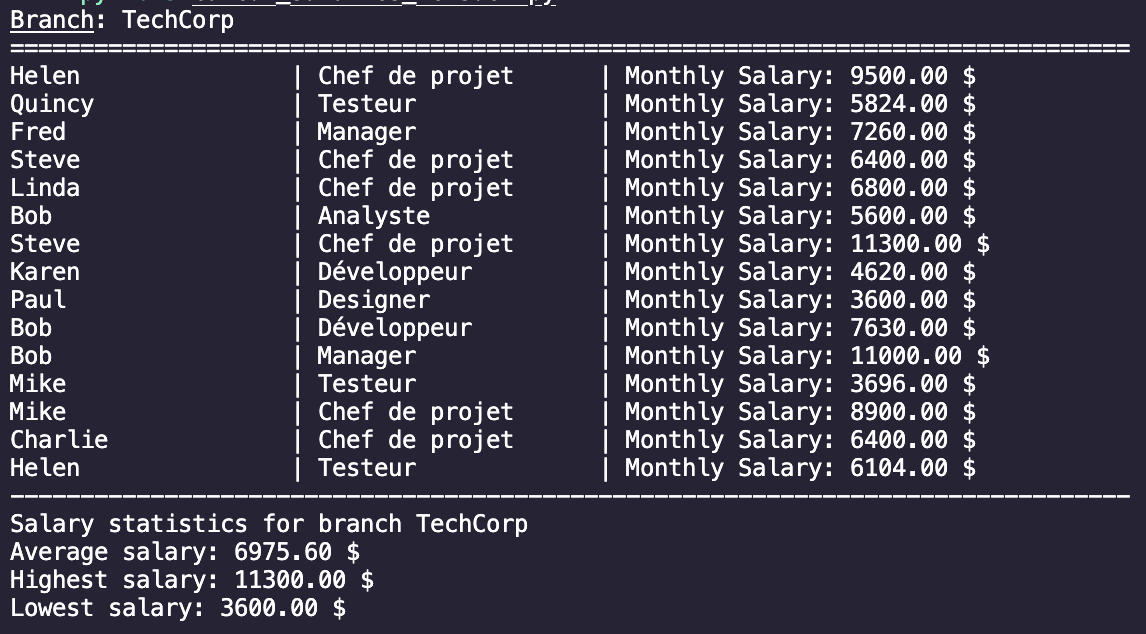 Branch: TechCorp
================================================================================
Helen | Chef de projet | Monthly Salary: 9500.00 $
Quincy | Testeur | Monthly Salary: 5824.00 $
Fred | Manager | Monthly Salary: 7260.00 $
Steve | Chef de projet | Monthly Salary: 6400.00 $
Linda | Chef de projet | Monthly Salary: 6800.00 $
Bob | Analyste | Monthly Salary: 5600.00 $
Steve | Chef de projet | Monthly Salary: 11300.00 $
Karen | Développeur | Monthly Salary: 4620.00 $
Paul | Designer | Monthly Salary: 3600.00 $
Bob | Développeur | Monthly Salary: 7630.00 $
Bob | Manager | Monthly Salary: 11000.00 $
Mike | Testeur | Monthly Salary: 3696.00 $
Mike | Chef de projet | Monthly Salary: 8900.00 $
Charlie | Chef de projet | Monthly Salary: 6400.00 $
Helen | Testeur | Monthly Salary: 6104.00 $
--------------------------------------------------------------------------------
Salary statistics for branch TechCorp
Average salary: 6975.60 $
Highest salary: 11300.00 $
Lowest salary: 3600.00 $